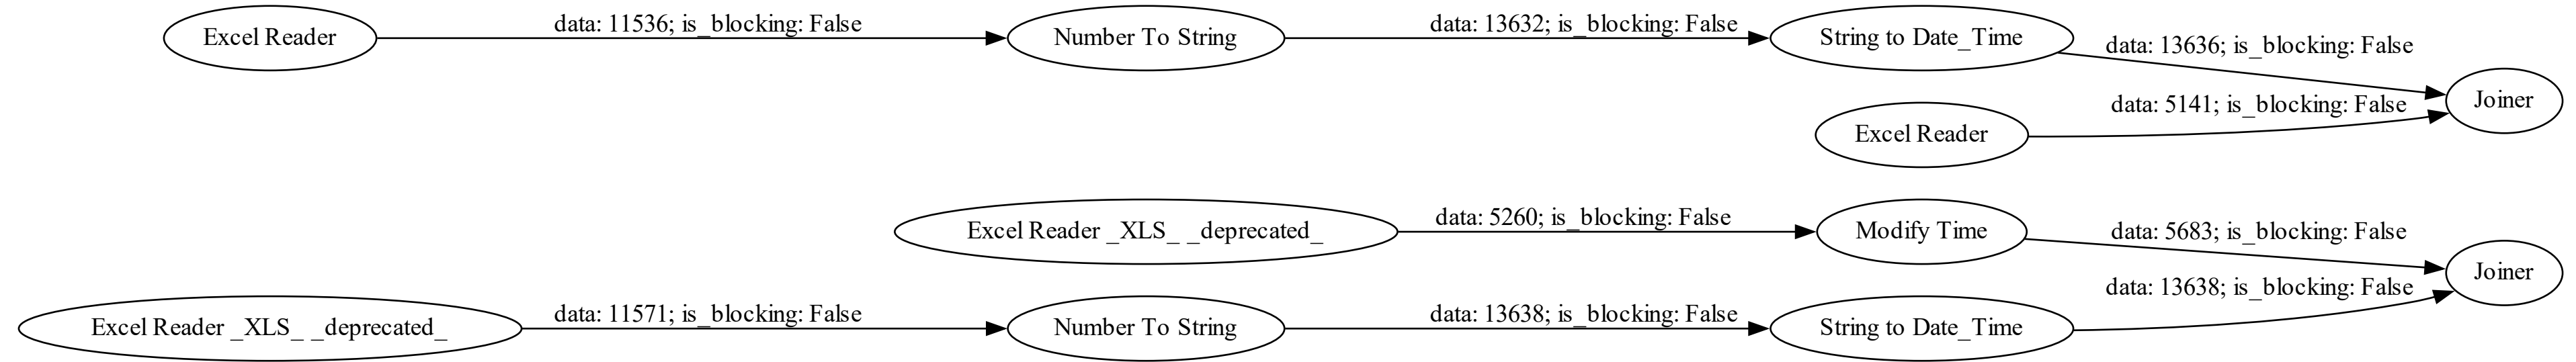 Excel Reader
data: 11536; is_blocking: False
Number To String
data: 13632; is_blocking: False
String to Date_Time
data: 13636; is_blocking: False
Joiner
Excel Reader
data: 5141; is_blocking: False
Excel Reader _XLS_ _deprecated_
data: 5260; is_blocking: False
Modify Time
data: 5683; is_blocking: False
Joiner
Excel Reader _XLS_ _deprecated_
data: 11571; is_blocking: False
Number To String
data: 13638; is_blocking: False
String to Date_Time
data: 13638; is_blocking: False